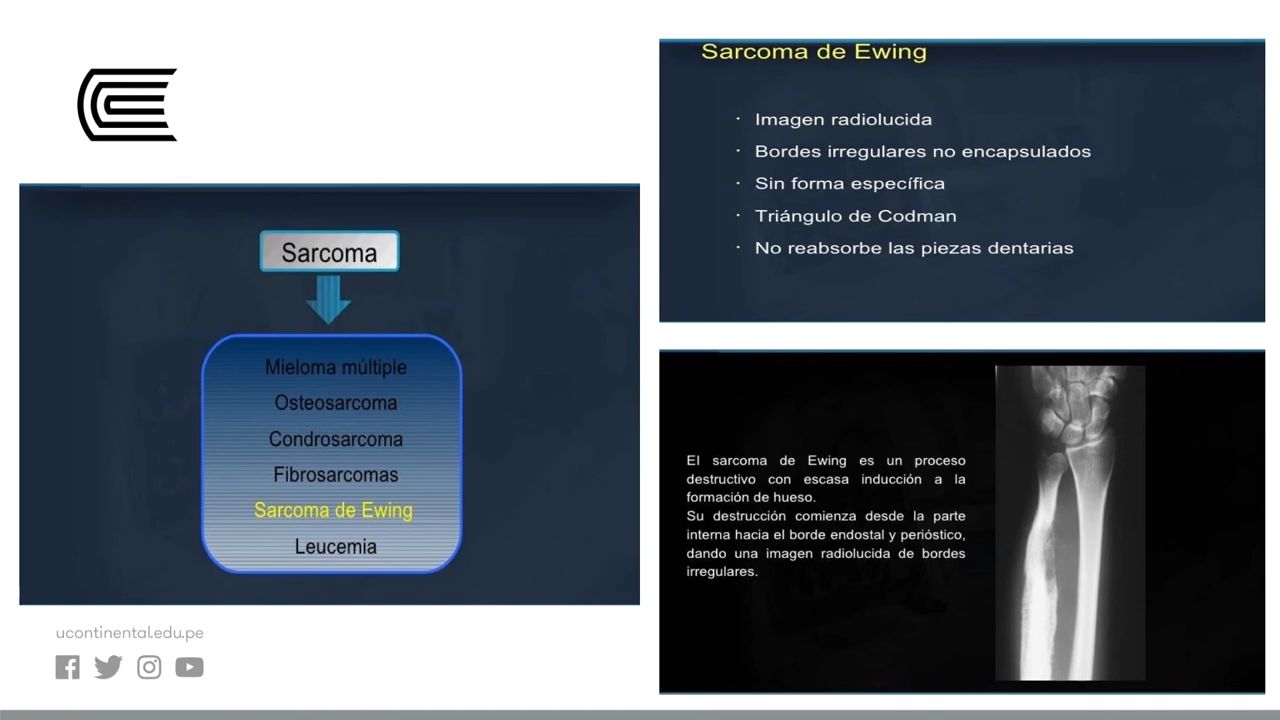 Sarcoma
Mieloma múltiple
Osteosarcoma
Condrosarcoma
Fibrosarcomas
Sarcoma de Ewing
Leucemia
ucontinental.edu.pe
Sarcoma de Ewing
· Imagen radiolucida
· Bordes irregulares no encapsulados
· Sin forma específica
· Triángulo de Codman
· No reabsorbe las piezas dentarias
El sarcoma de Ewing es un proceso
destructivo con escasa inducción a la
formación de hueso.
Su destrucción comienza desde la parte
interna hacia el borde endostal y perióstico,
dando una imagen radiolucida de bordes
irregulares.